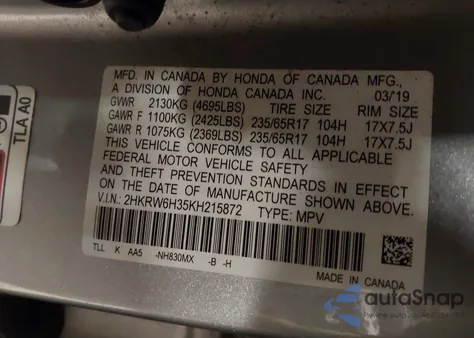 MFD. IN CANADA BY HONDA OF CANADA MFG.,
A DIVISION OF HONDA CANADA INC. 03/19
GVWR 2130KG (4695LBS) TIRE SIZE RIM SIZE
GAWR F 1100KG (2425LBS) 235/65R17 104H 17X7.5J
GAWR R 1075KG (2369LBS) 235/65R17 104H 17X7.5J
THIS VEHICLE CONFORMS TO ALL APPLICABLE
FEDERAL MOTOR VEHICLE SAFETY
AND THEFT PREVENTION STANDARDS IN EFFECT
ON THE DATE OF MANUFACTURE SHOWN ABOVE.
V.I.N.: 2HKRW6H35KH215872 TYPE: MPV
TLL K AA5 -NH830MX -B -H
MADE IN CANADA
TLA A0
autoSnap